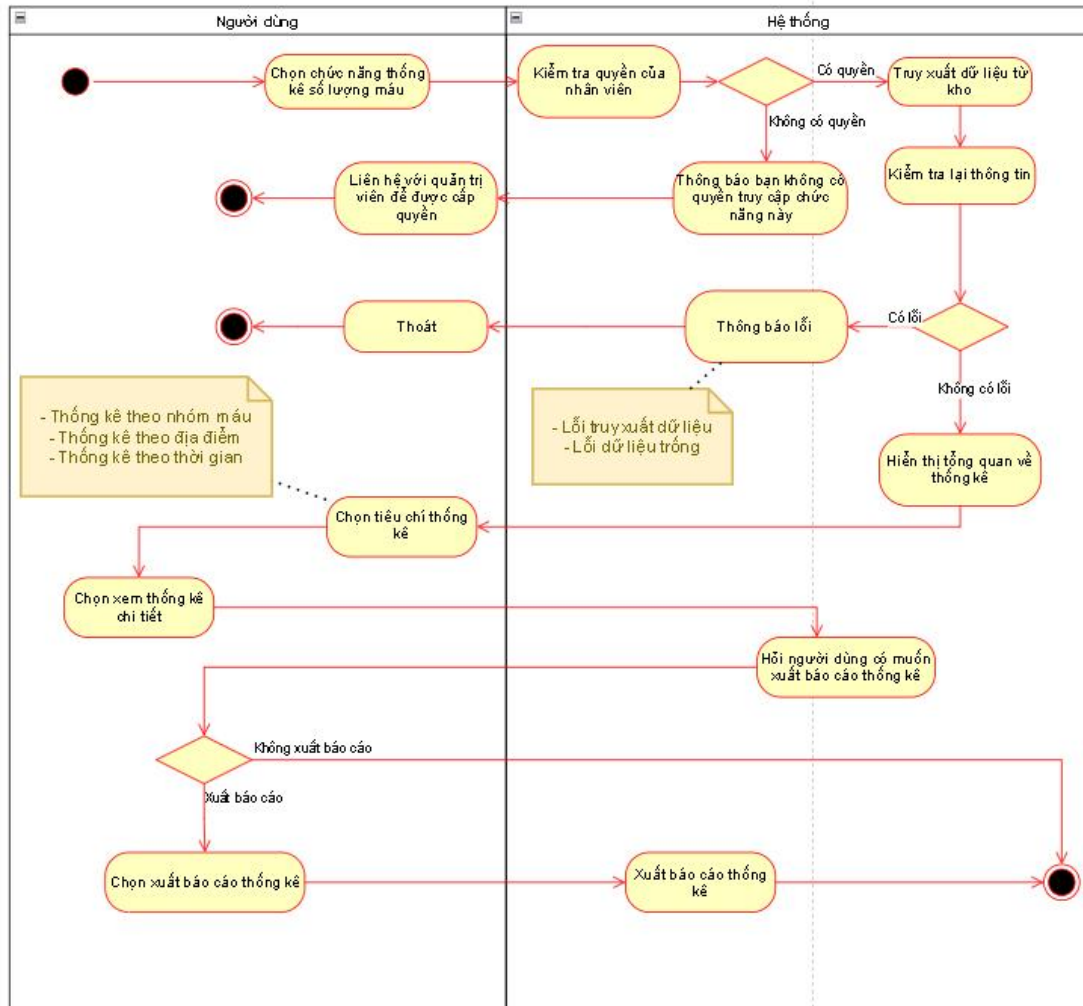 Người dùng
Hệ thống
Chọn chức năng thống
kê số lượng máu
Kiểm tra quyền của
nhân viên
Có quyền
Truy xuất dữ liệu từ
kho
Không có quyền
Kiểm tra lại thông tin
Liên hệ với quản trị
viên để được cấp
quyền
Thông báo bạn không có
quyền truy cập chức
năng này
Thoát
Thông báo lỗi
Có lỗi
Không có lỗi
- Thống kê theo nhóm máu
- Thống kê theo địa điểm
- Thống kê theo thời gian
- Lỗi truy xuất dữ liệu
- Lỗi dữ liệu trống
Hiển thị tổng quan về
thống kê
Chọn tiêu chí thống
kê
Chọn xem thống kê
chi tiết
Hỏi người dùng có muốn
xuất báo cáo thống kê
Không xuất báo cáo
Xuất báo cáo
Chọn xuất báo cáo thống kê
Xuất báo cáo thống
kê